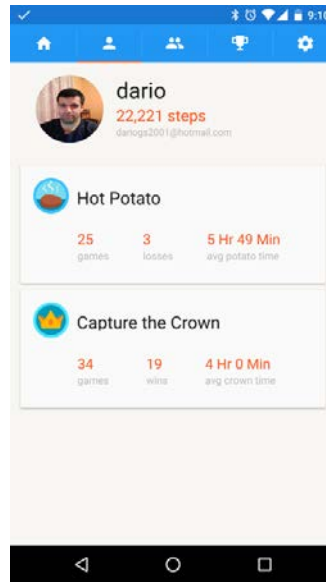 9:10
dario
22,221 steps
dariogs2001@hotmail.com
Hot Potato
25 3 5 Hr 49 Min
games losses avg potato time
Capture the Crown
34 19 4 Hr 0 Min
games wins avg crown time